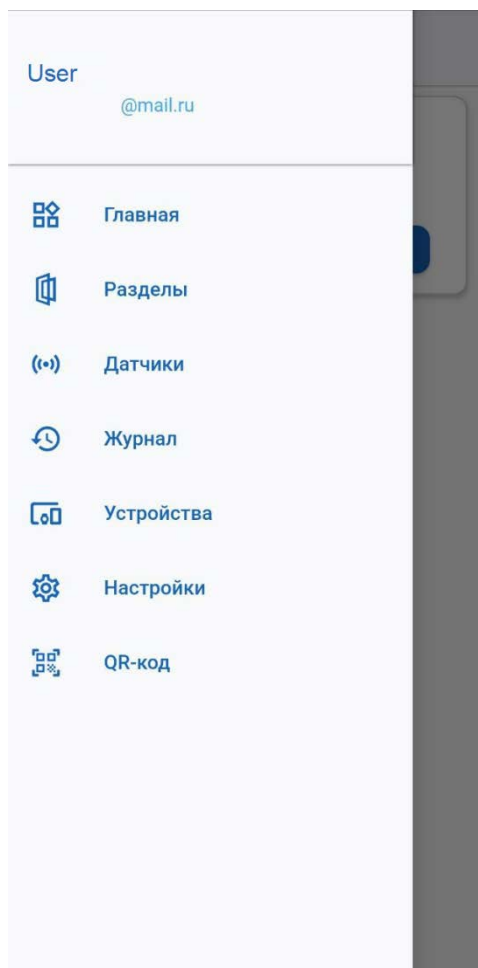 User
@mail.ru
Главная
Разделы
Датчики
Журнал
Устройства
Настройки
QR-код